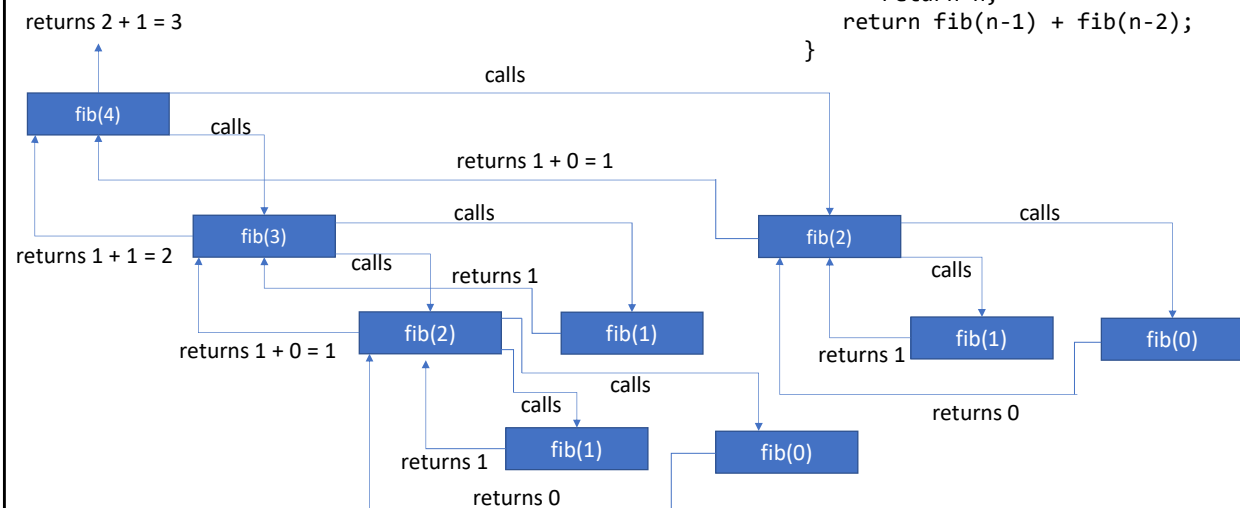 return n;
returns 2 + 1 = 3
return fib(n-1) + fib(n-2);
}
calls
fib(4)
calls
returns 1 + 0 = 1
calls
calls
fib(3)
fib(2)
returns 1 + 1 = 2
calls
calls
returns 1
fib(2)
fib(1)
fib(1)
fib(0)
returns 1 + 0 = 1
returns 1
calls
calls
returns 0
fib(1)
fib(0)
returns 1
returns 0